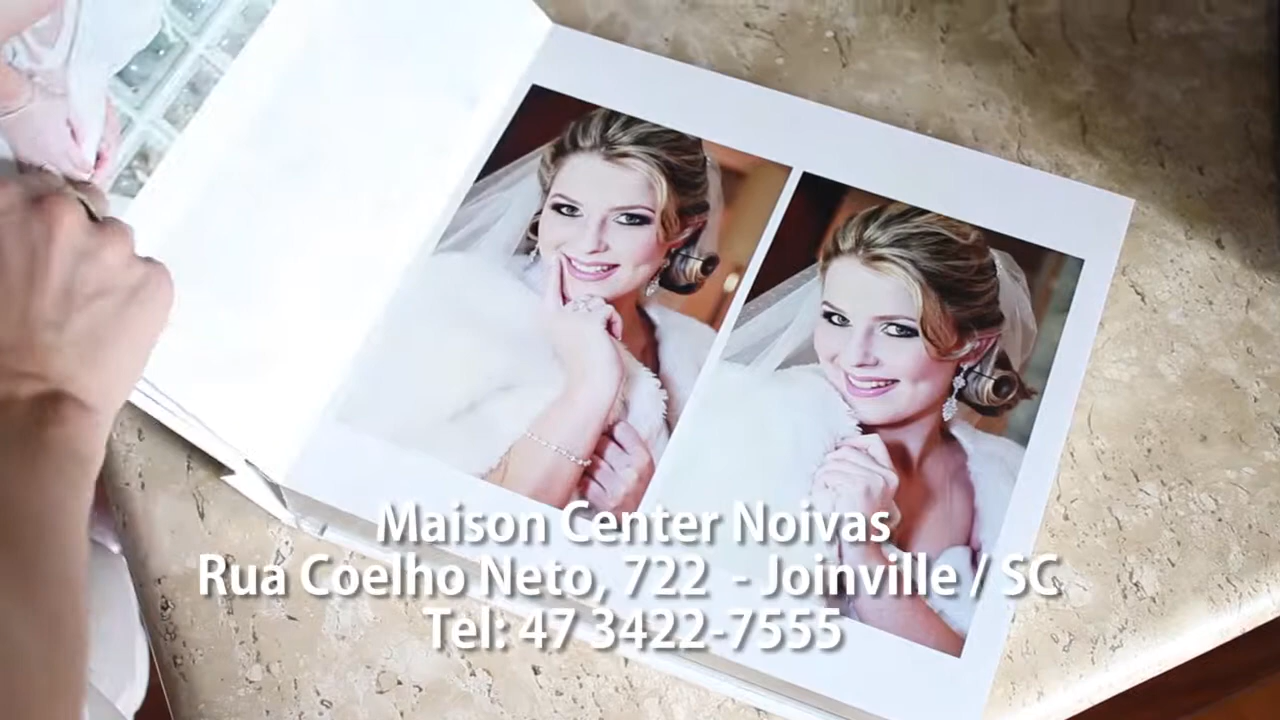 Maison Center Noivas
Rua Coelho Neto, 722 - Joinville / SC
Tel: 47 3422-7555